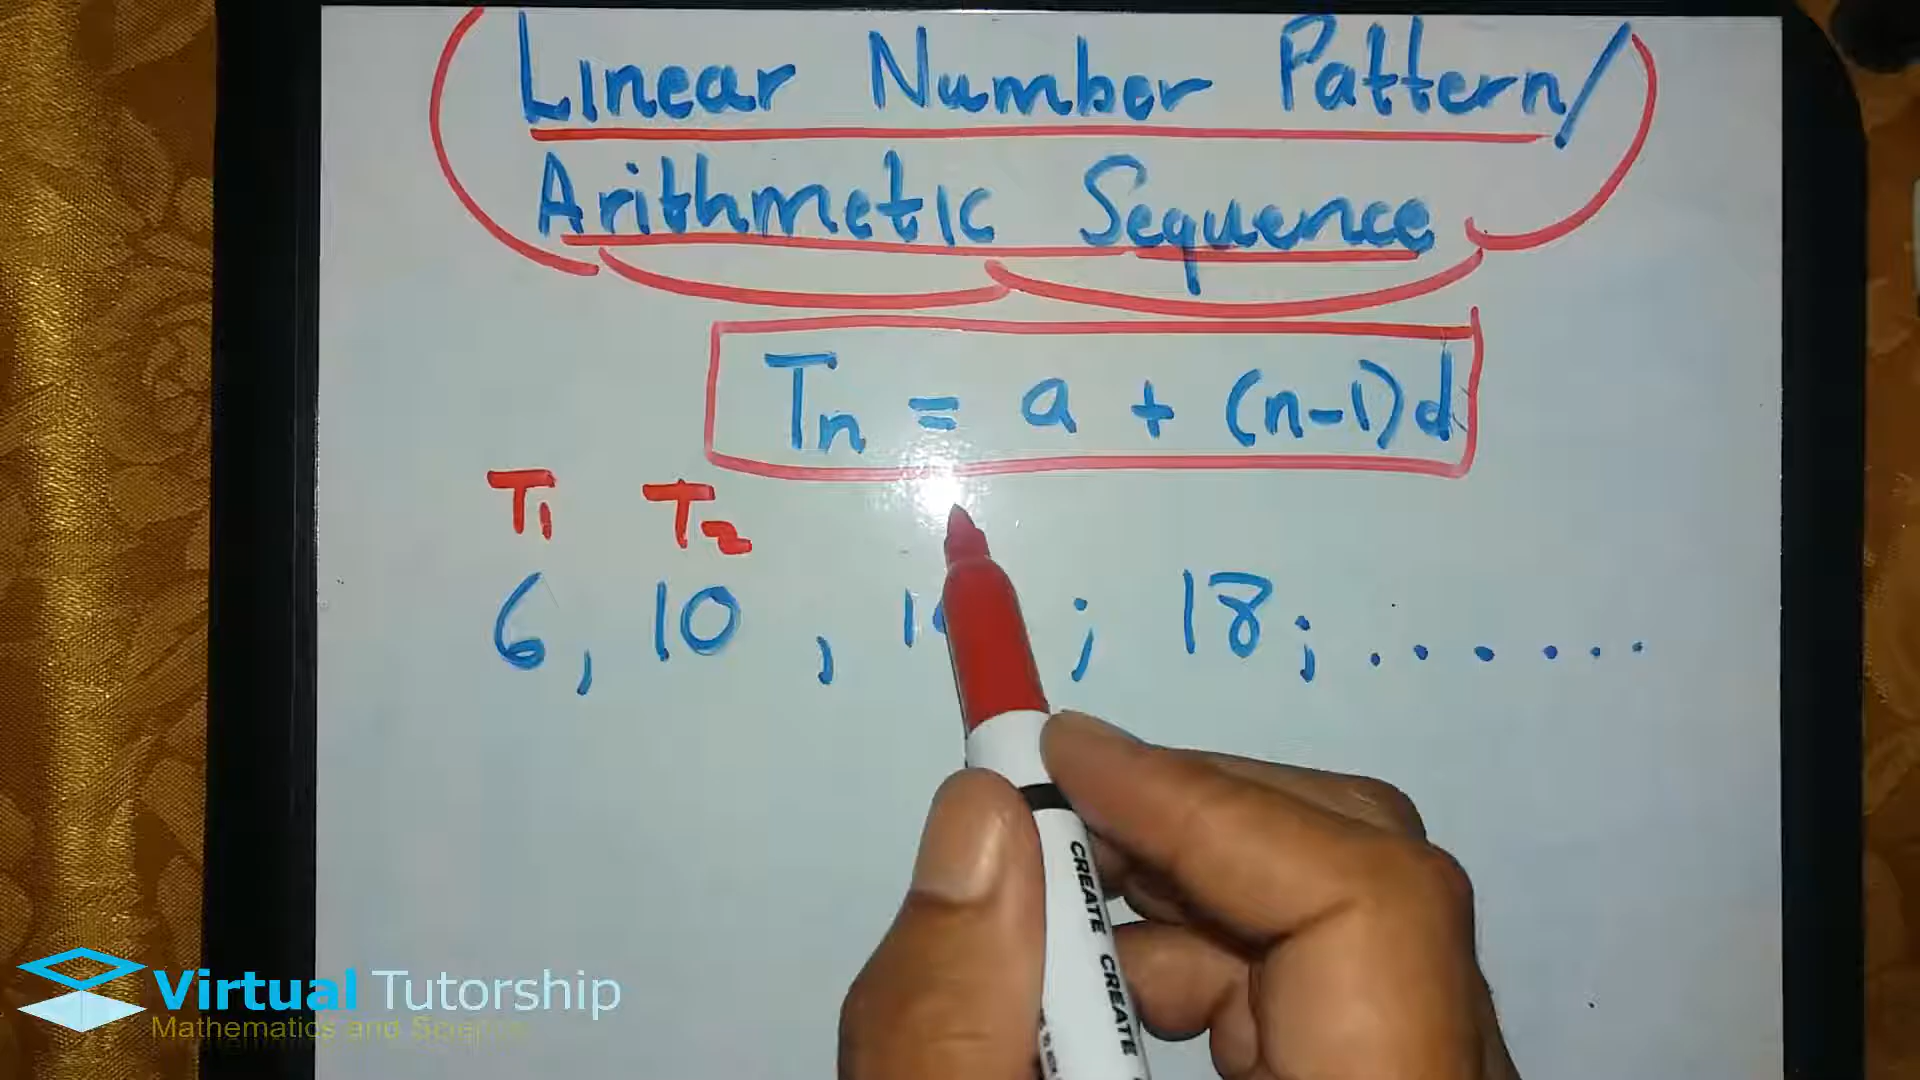 Linear Number Pattern/
Arithmetic Sequence
Tn = a + (n-1)d
T1 T2
6, 10, ; 18; ......
CREATE CREATE
Virtual Tutorship
Mathematics and Science